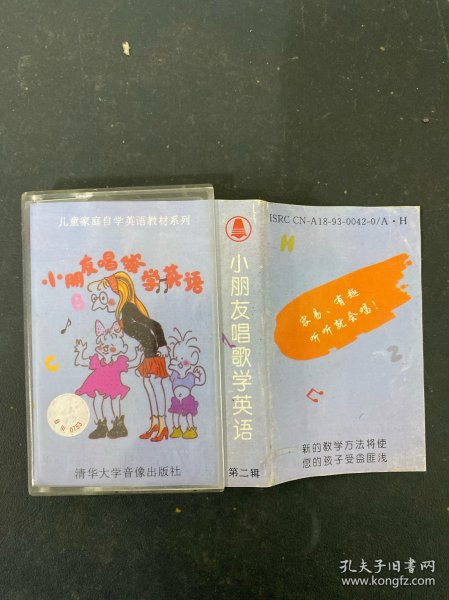 儿童家庭自学英语教材系列
小朋友唱歌
学英语
清华大学音像出版社
小朋友唱歌学英语
第二辑
ISRC CN-A18-93-0042-0/A·H
H
容易、有趣
听听就会唱！
新的教学方法将使
您的孩子受益匪浅
孔夫子旧书网
www.kongfz.com